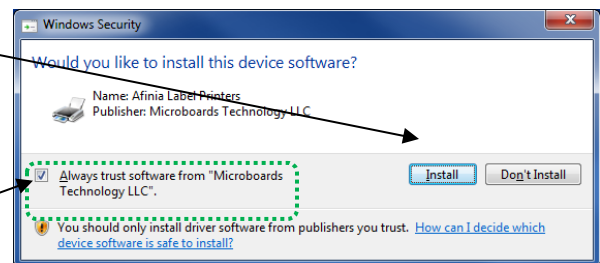 Windows Security
Would you like to install this device software?
Name: Afinia Label Printers
Publisher: Microboards Technology LLC
Always trust software from "Microboards
Technology LLC".
Install
Don't Install
You should only install driver software from publishers you trust. How can I decide which
device software is safe to install?